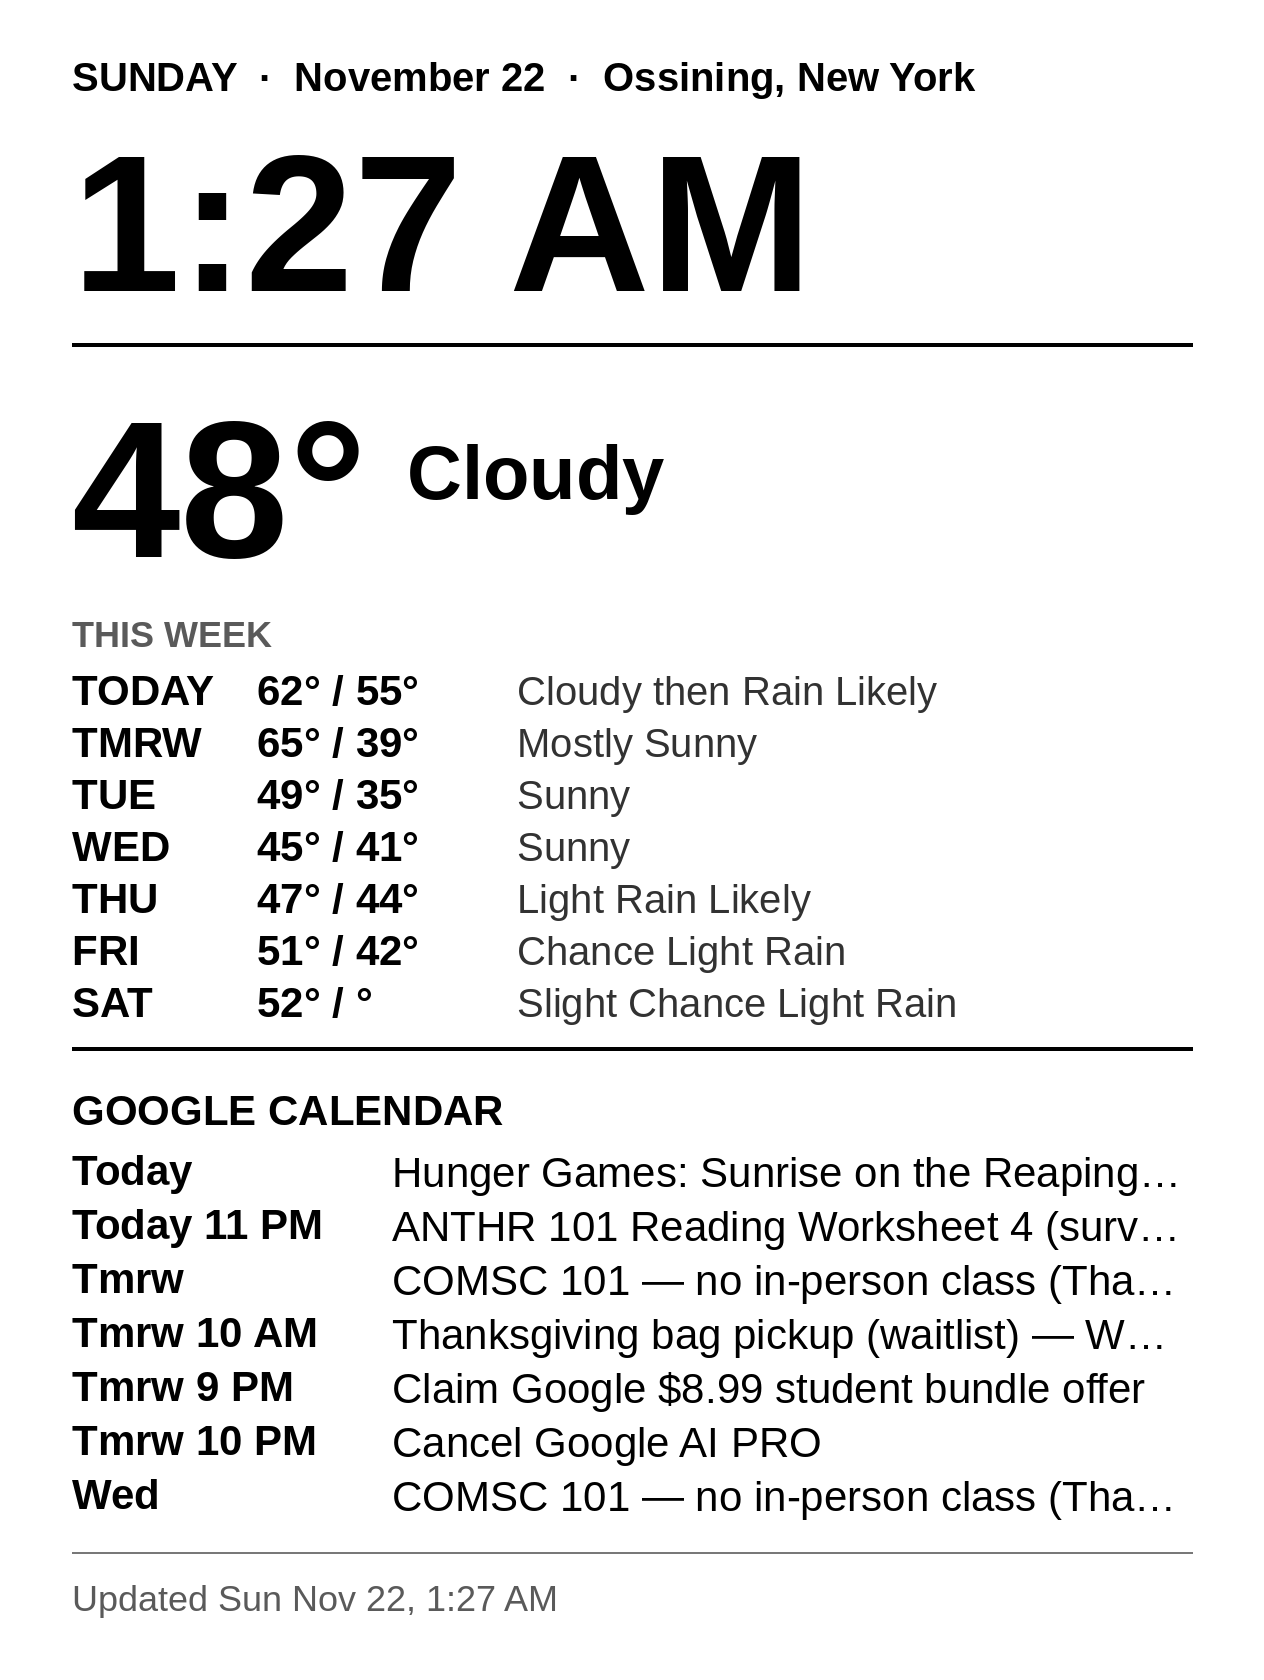 SUNDAY · November 22 · Ossining, New York
1:27 AM
48° Cloudy
THIS WEEK
TODAY 62° / 55° Cloudy then Rain Likely
TMRW 65° / 39° Mostly Sunny
TUE 49° / 35° Sunny
WED 45° / 41° Sunny
THU 47° / 44° Light Rain Likely
FRI 51° / 42° Chance Light Rain
SAT 52° / ° Slight Chance Light Rain
GOOGLE CALENDAR
Today Hunger Games: Sunrise on the Reaping…
Today 11 PM ANTHR 101 Reading Worksheet 4 (surv…
Tmrw COMSC 101 — no in-person class (Tha…
Tmrw 10 AM Thanksgiving bag pickup (waitlist) — W…
Tmrw 9 PM Claim Google $8.99 student bundle offer
Tmrw 10 PM Cancel Google AI PRO
Wed COMSC 101 — no in-person class (Tha…
Updated Sun Nov 22, 1:27 AM